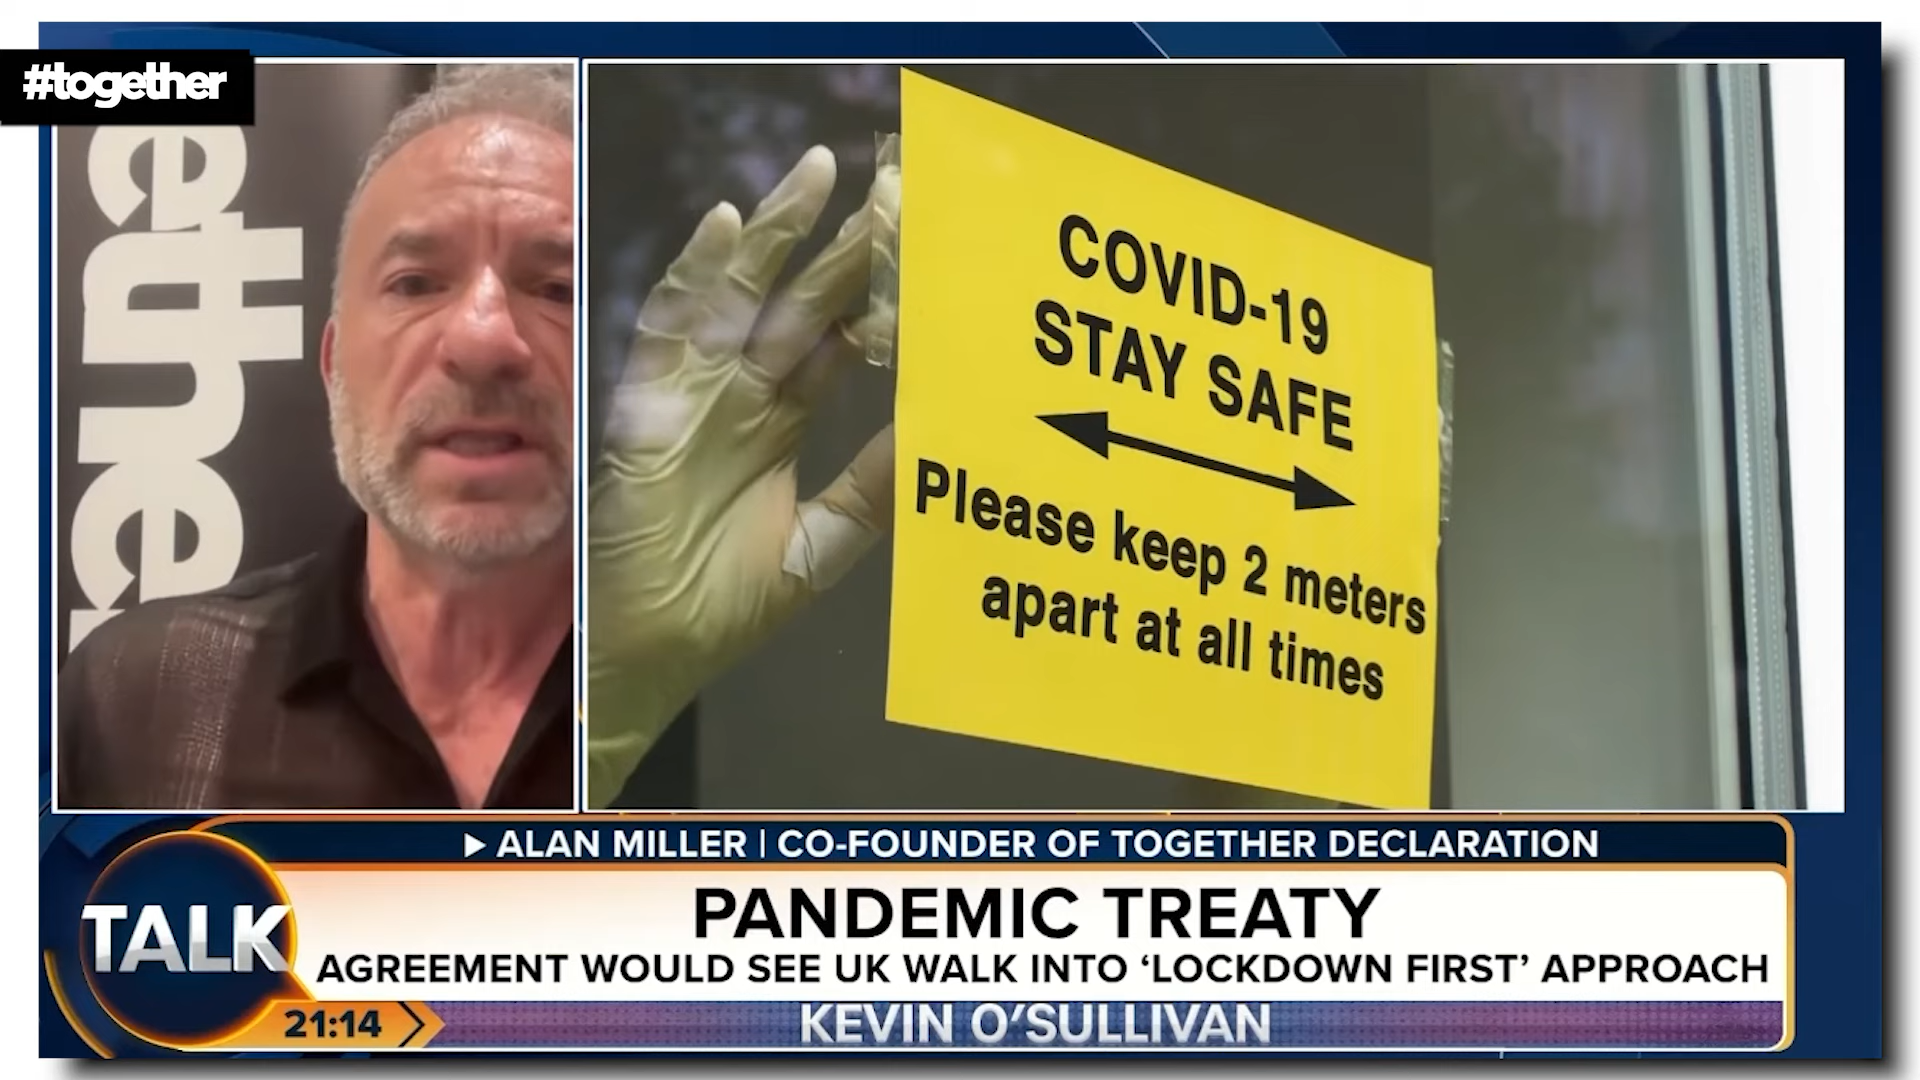 #together
ethe
COVID-19
STAY SAFE
Please keep 2 meters
apart at all times
ALAN MILLER | CO-FOUNDER OF TOGETHER DECLARATION
PANDEMIC TREATY
AGREEMENT WOULD SEE UK WALK INTO ‘LOCKDOWN FIRST’ APPROACH
TALK
21:14
KEVIN O'SULLIVAN